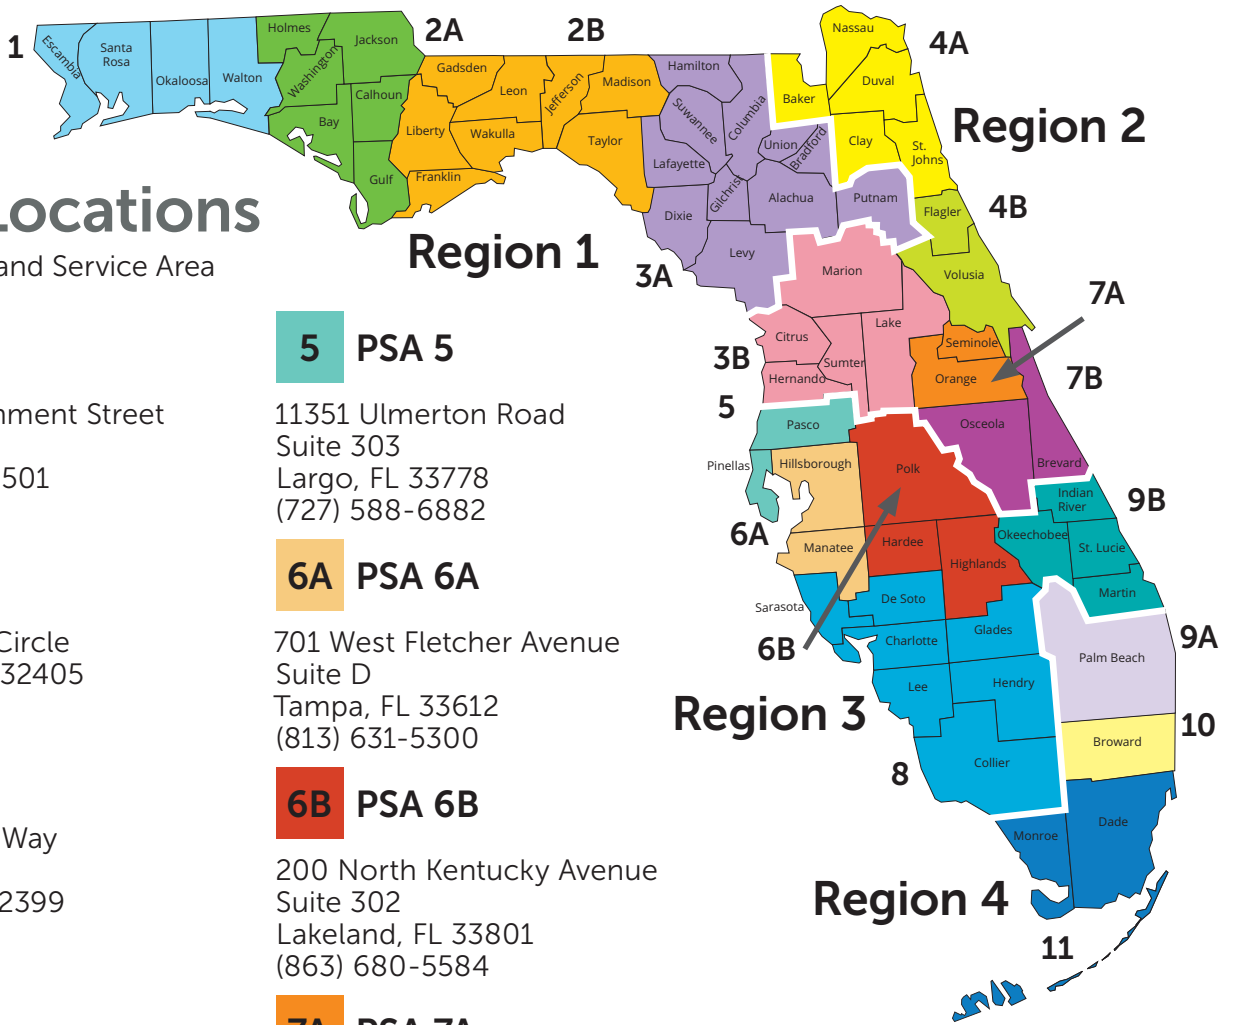 1
Escambia
Santa
Rosa
Okaloosa
Walton
Holmes
Washington
Jackson
Bay
Calhoun
Gulf
2A
2B
Gadsden
Liberty
Franklin
Leon
Wakulla
Jefferson
Madison
Taylor
Hamilton
Suwannee
Columbia
Lafayette
Dixie
Gilchrist
Union
Bradford
Alachua
Levy
Putnam
Baker
Nassau
Duval
Clay
St.
Johns
4A
Region 2
Flagler
4B
Volusia
Region 1
3A
Marion
Citrus
Hernando
Sumter
Lake
3B
Seminole
Orange
7A
7B
Osceola
Brevard
5
Pasco
Pinellas
Hillsborough
Manatee
6A
Polk
Hardee
Highlands
6B
Indian
River
Okeechobee
St. Lucie
Martin
9B
Sarasota
De Soto
Charlotte
Glades
Lee
Hendry
Collier
8
Region 3
Palm Beach
9A
Broward
10
Monroe
Dade
Region 4
11
Locations
and Service Area
nment Street
501
Circle
32405
Way
2399
5 PSA 5
11351 Ulmerton Road
Suite 303
Largo, FL 33778
(727) 588-6882
6A PSA 6A
701 West Fletcher Avenue
Suite D
Tampa, FL 33612
(813) 631-5300
6B PSA 6B
200 North Kentucky Avenue
Suite 302
Lakeland, FL 33801
(863) 680-5584
7A PSA 7A